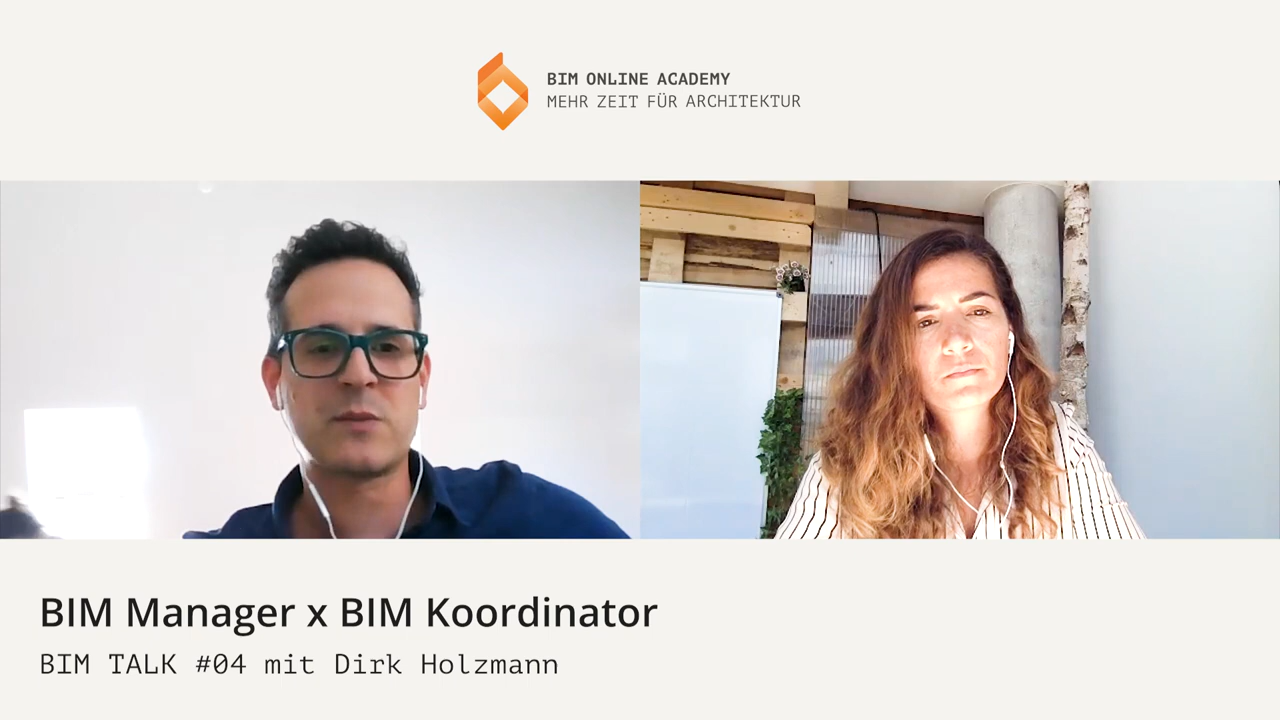 BIM ONLINE ACADEMY
MEHR ZEIT FÜR ARCHITEKTUR
BIM Manager x BIM Koordinator
BIM TALK #04 mit Dirk Holzmann